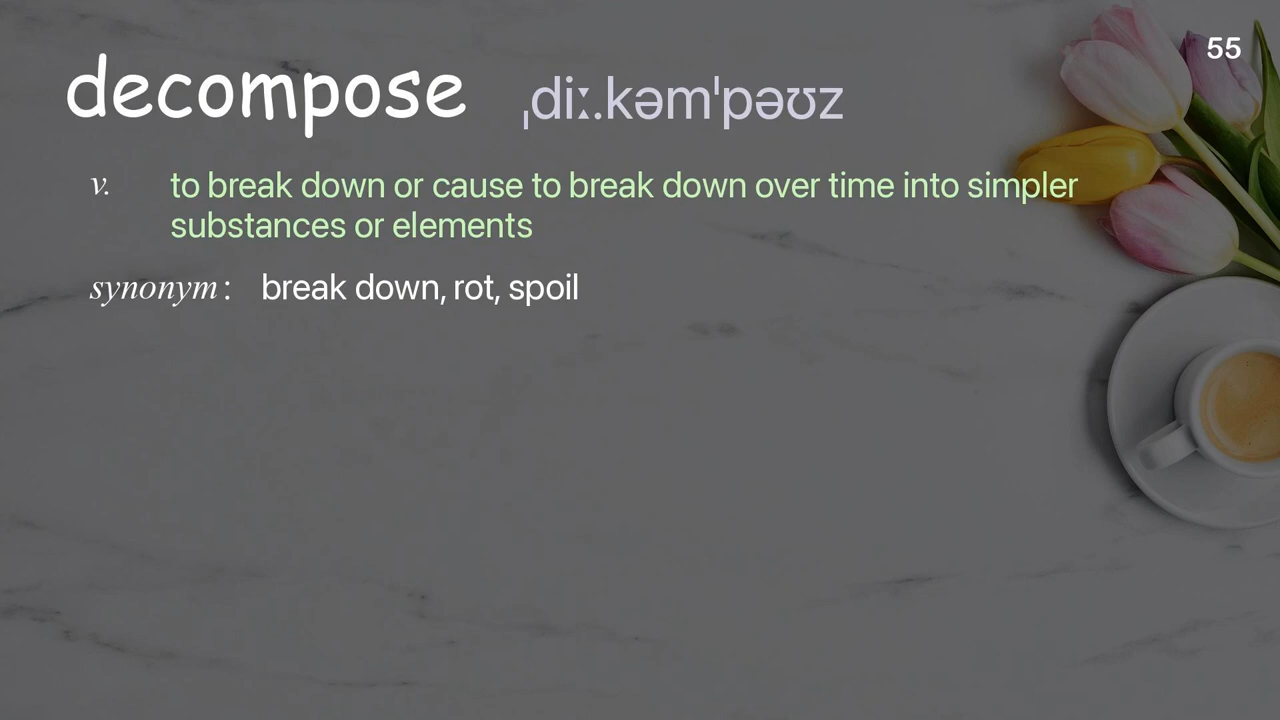 55
decompose ˌdiː.kəmˈpəʊz
v. to break down or cause to break down over time into simpler
substances or elements
synonym : break down, rot, spoil